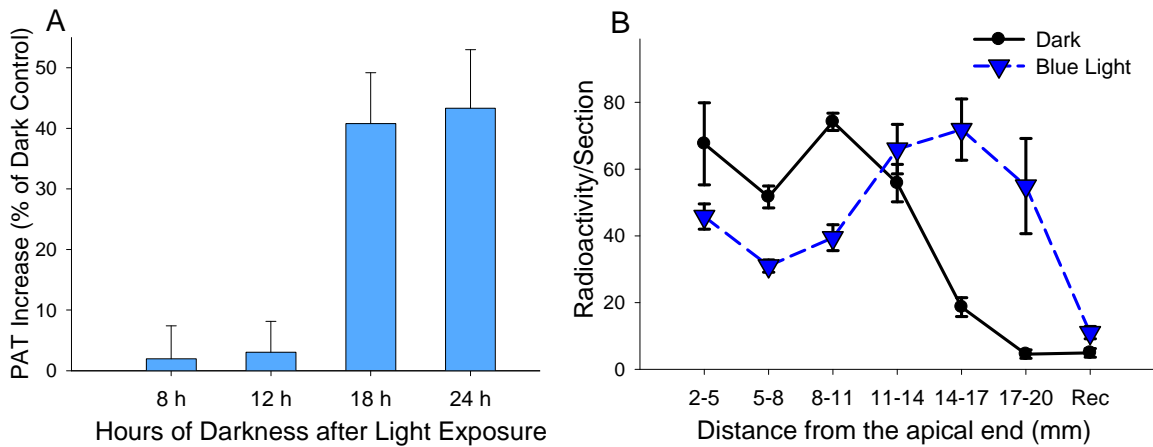 A
PAT Increase (% of Dark Control)
50
40
30
20
10
0
8 h 12 h 18 h 24 h
Hours of Darkness after Light Exposure
B
Dark
Blue Light
Radioactivity/Section
80
60
40
20
0
2-5 5-8 8-11 11-14 14-17 17-20 Rec
Distance from the apical end (mm)